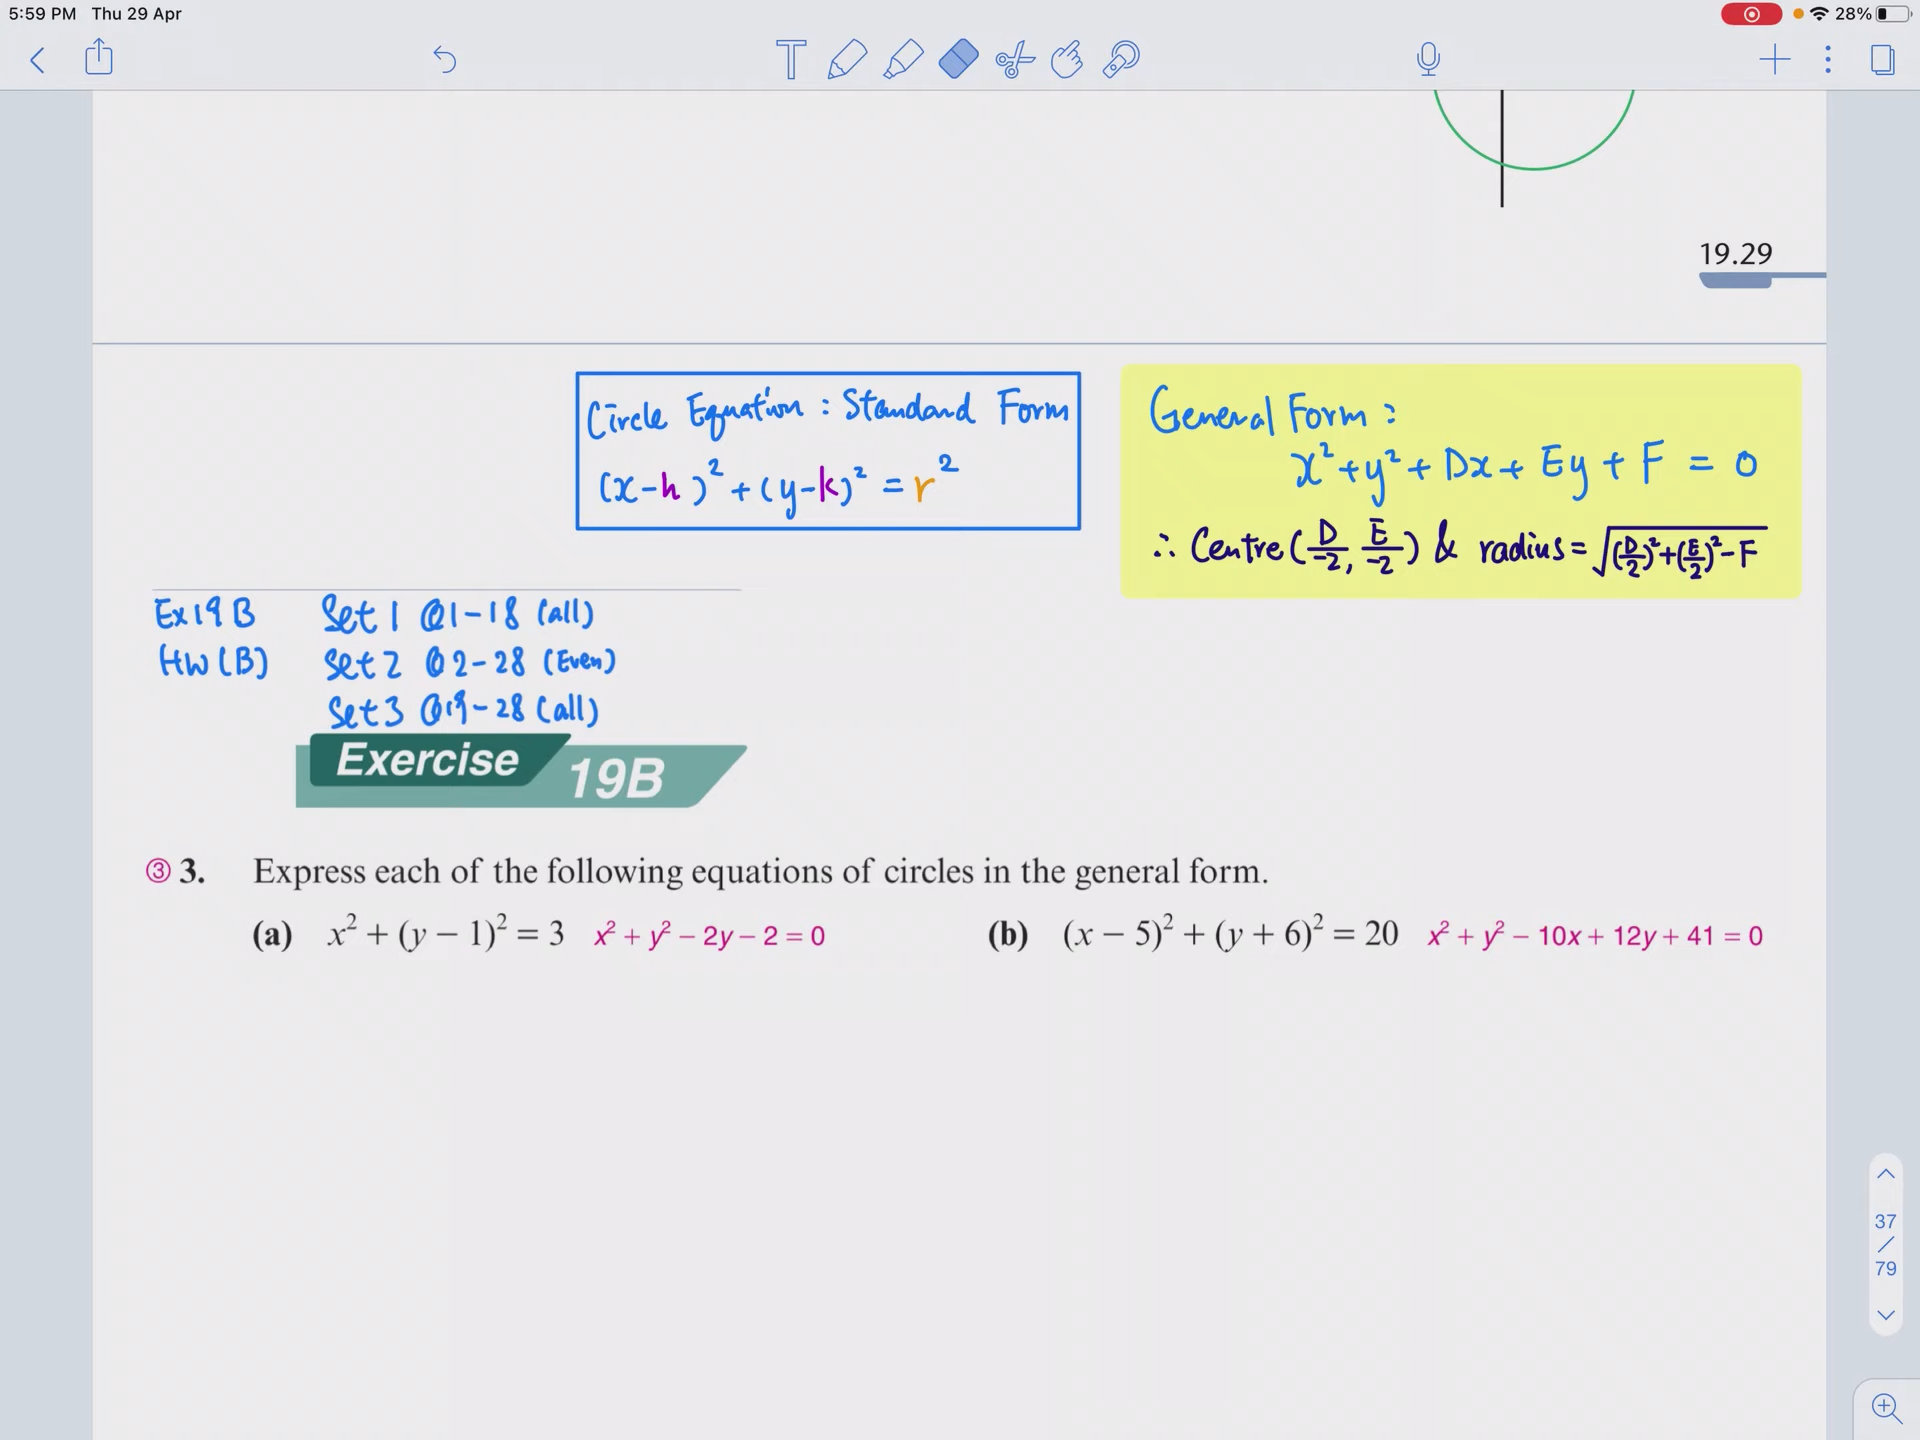 5:59 PM Thu 29 Apr
28%
19.29
Circle Equation : Standard Form
(x-h)² + (y-k)² = r²
General Form :
x² + y² + Dx + Ey + F = 0
∴ Centre (D/-2, E/-2) & radius = √((D/2)² + (E/2)² - F)
Ex19B Set 1 Q1-18 (all)
HW(B) Set 2 Q2-28 (Even)
Set 3 Q19-28 (all)
Exercise 19B
③ 3. Express each of the following equations of circles in the general form.
(a) x² + (y − 1)² = 3 x² + y² − 2y − 2 = 0 (b) (x − 5)² + (y + 6)² = 20 x² + y² − 10x + 12y + 41 = 0
37
/
79